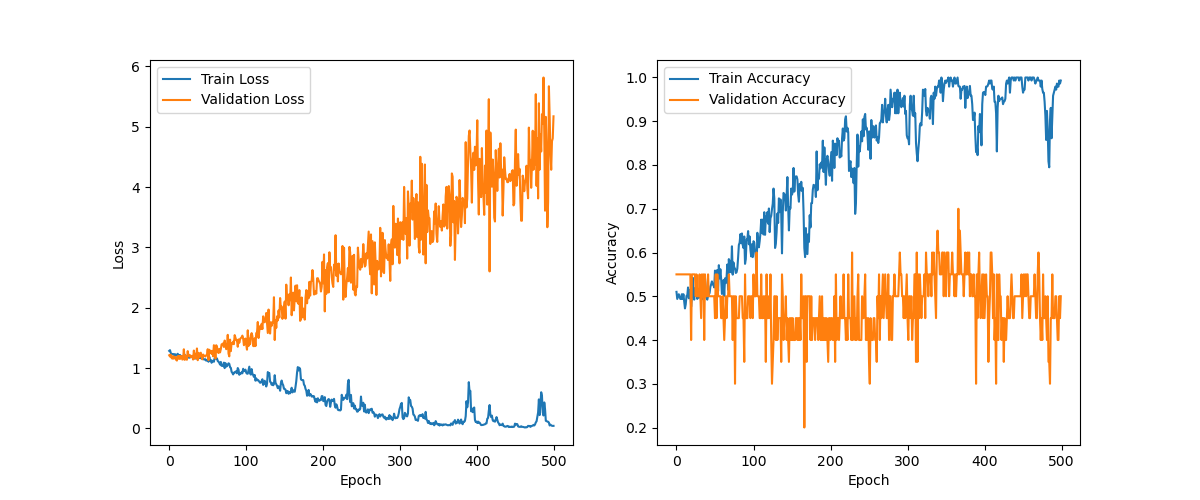 Train Loss
Validation Loss
6
5
4
3
2
1
0
Loss
0 100 200 300 400 500
Epoch
Train Accuracy
Validation Accuracy
1.0
0.9
0.8
0.7
0.6
0.5
0.4
0.3
0.2
Accuracy
0 100 200 300 400 500
Epoch